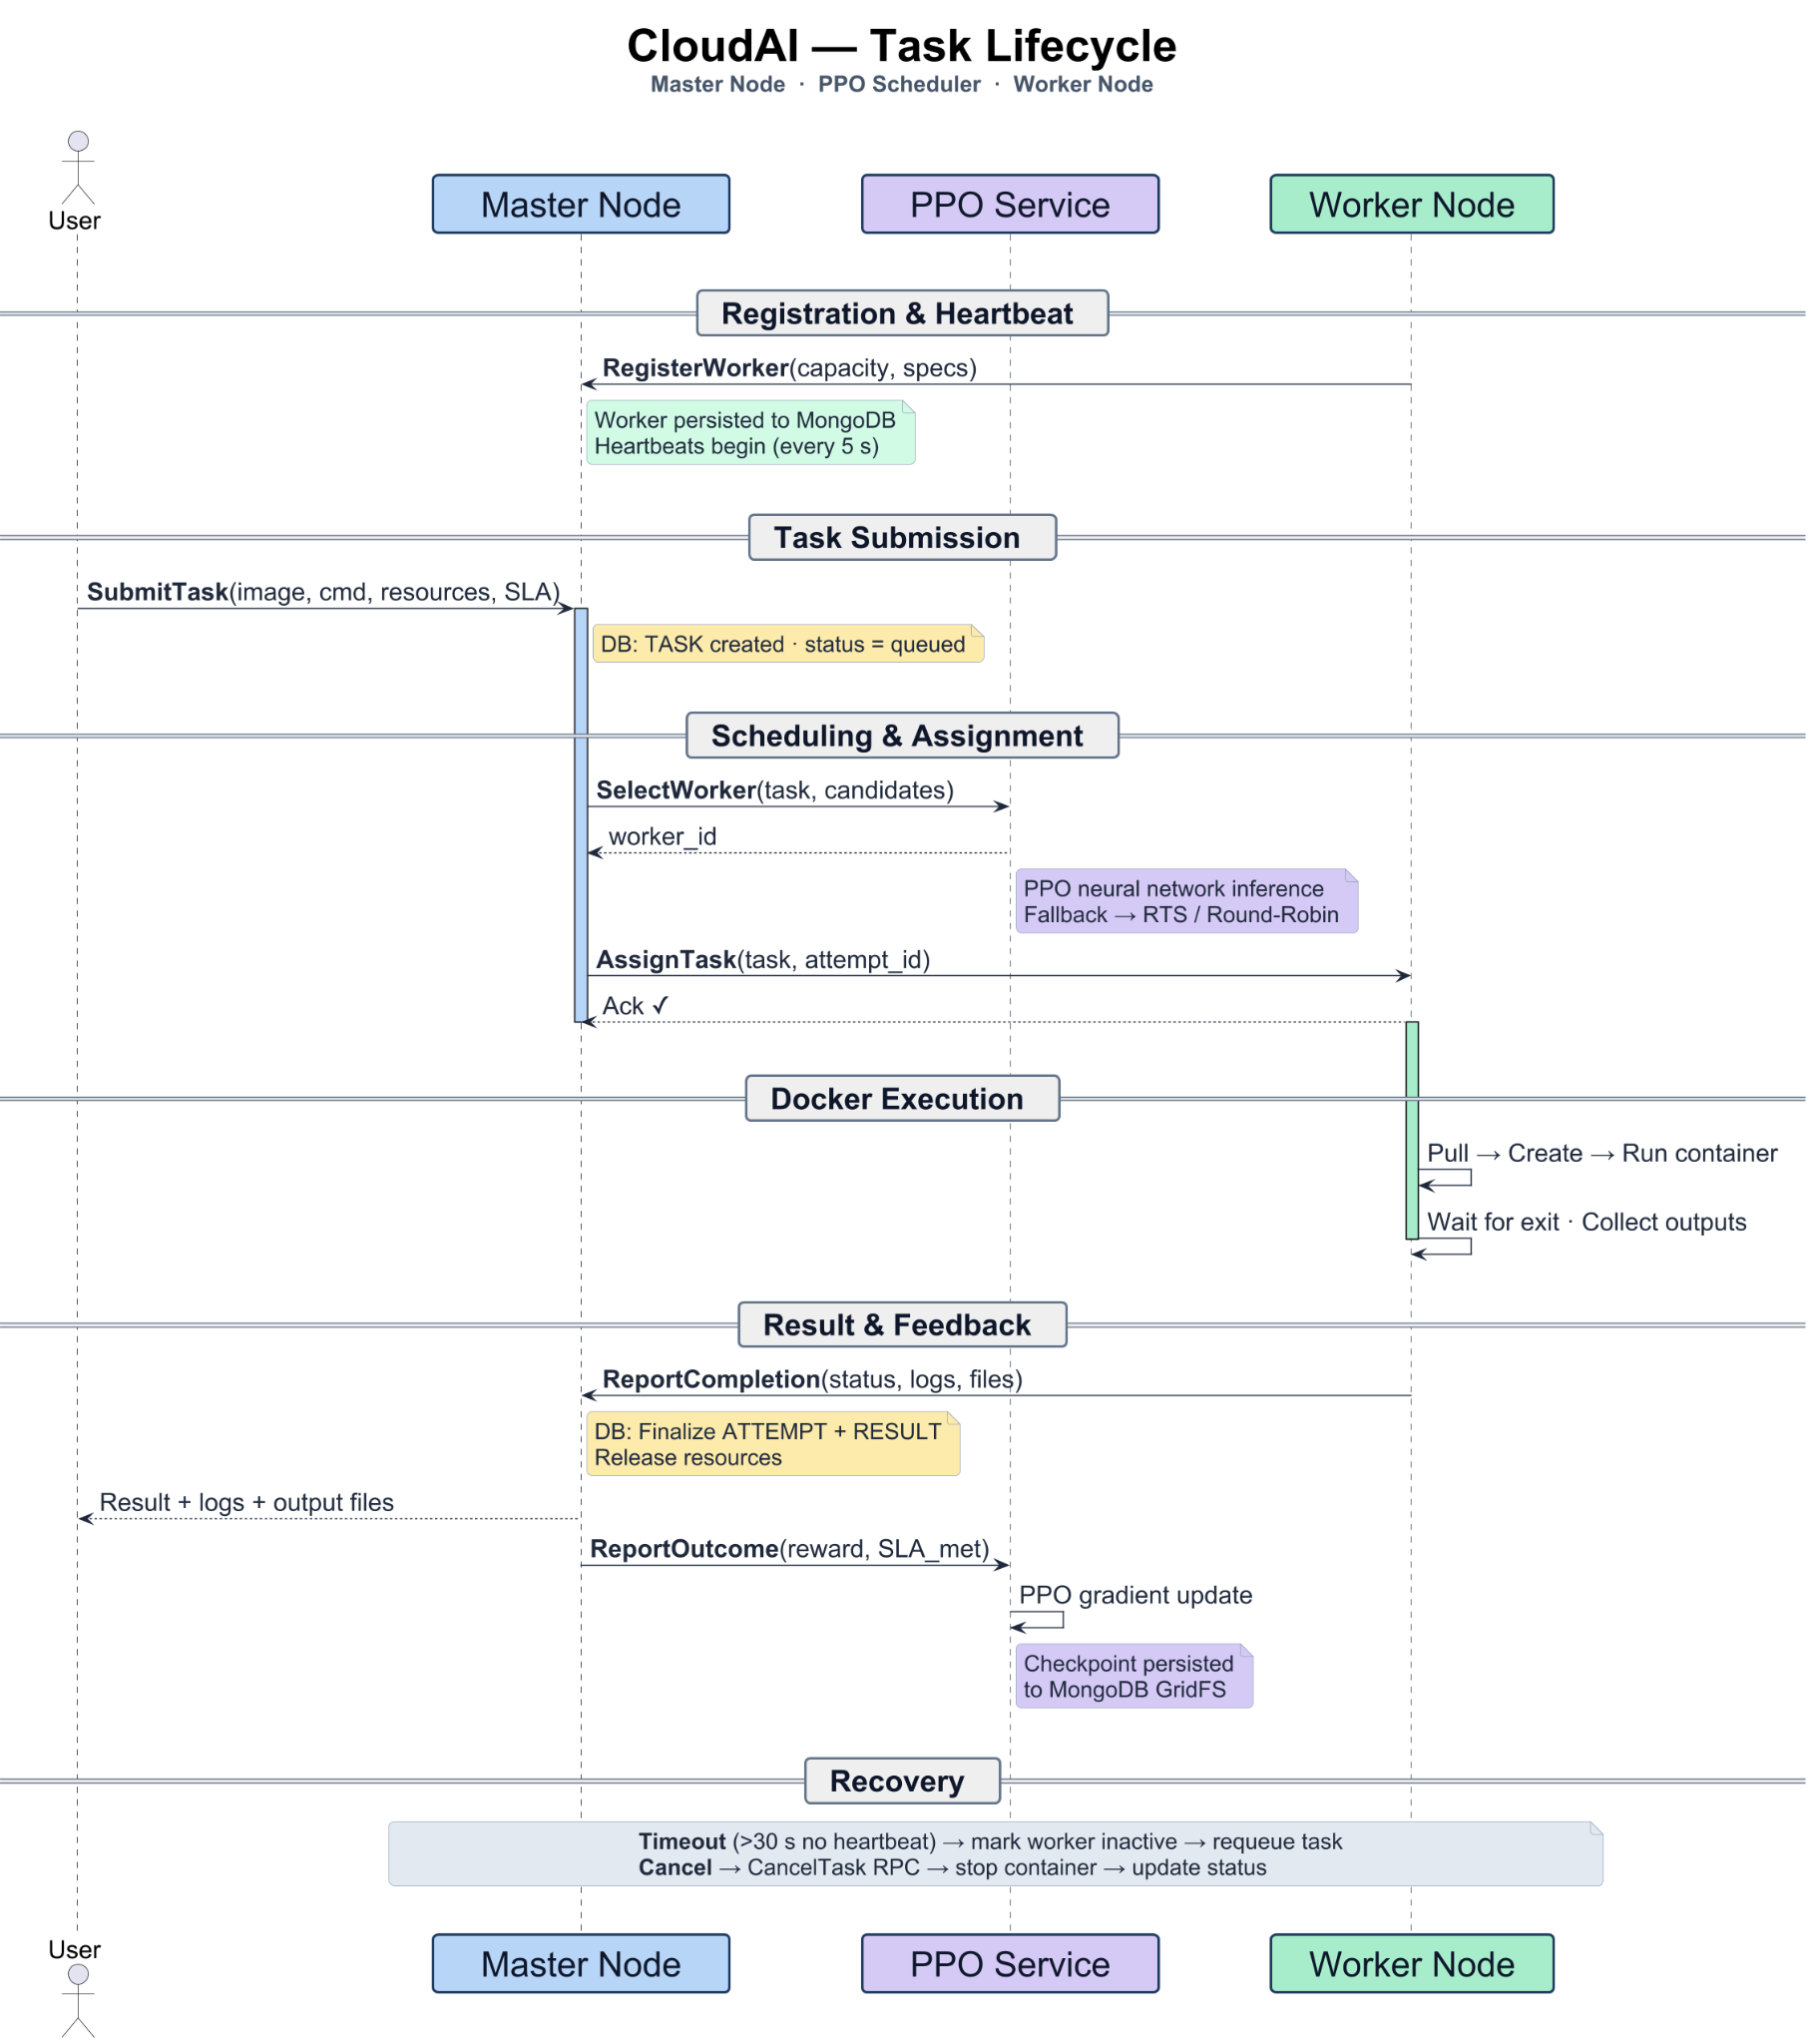 CloudAI — Task Lifecycle
Master Node · PPO Scheduler · Worker Node
User
Master Node
PPO Service
Worker Node
Registration & Heartbeat
RegisterWorker(capacity, specs)
Worker persisted to MongoDB
Heartbeats begin (every 5 s)
Task Submission
SubmitTask(image, cmd, resources, SLA)
DB: TASK created · status = queued
Scheduling & Assignment
SelectWorker(task, candidates)
worker_id
PPO neural network inference
Fallback → RTS / Round-Robin
AssignTask(task, attempt_id)
Ack ✓
Docker Execution
Pull → Create → Run container
Wait for exit · Collect outputs
Result & Feedback
ReportCompletion(status, logs, files)
DB: Finalize ATTEMPT + RESULT
Release resources
Result + logs + output files
ReportOutcome(reward, SLA_met)
PPO gradient update
Checkpoint persisted
to MongoDB GridFS
Recovery
Timeout (>30 s no heartbeat) → mark worker inactive → requeue task
Cancel → CancelTask RPC → stop container → update status
User
Master Node
PPO Service
Worker Node